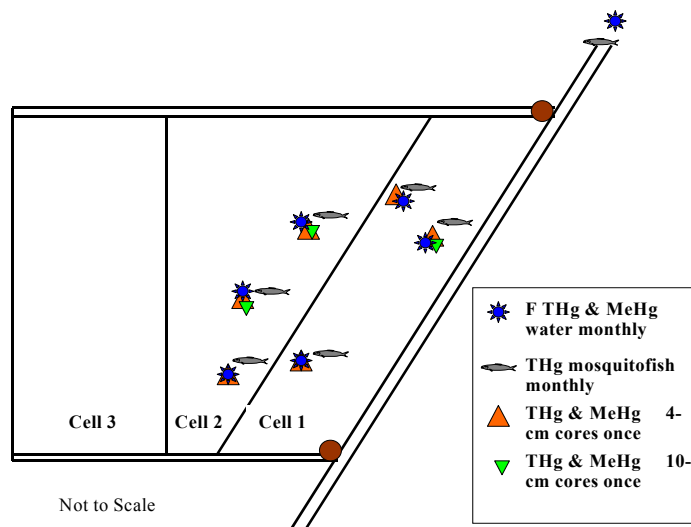 F THg & MeHg
water monthly
THg mosquitofish
monthly
THg & MeHg 4-
cm cores once
THg & MeHg 10-
cm cores once
Cell 3
Cell 2
Cell 1
Not to Scale